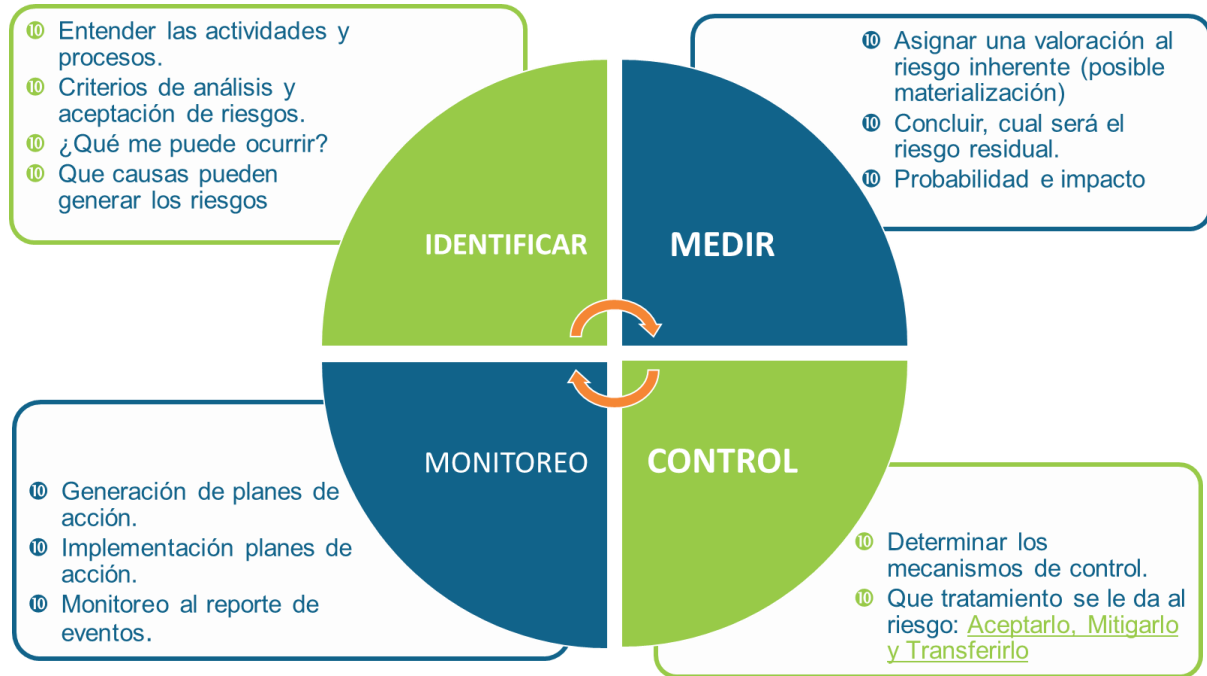 ⓾ Entender las actividades y
procesos.
⓾ Criterios de análisis y
aceptación de riesgos.
⓾ ¿Qué me puede ocurrir?
⓾ Que causas pueden
generar los riesgos
⓾ Asignar una valoración al
riesgo inherente (posible
materialización)
⓾ Concluir, cual será el
riesgo residual.
⓾ Probabilidad e impacto
IDENTIFICAR
MEDIR
MONITOREO
CONTROL
⓾ Generación de planes de
acción.
⓾ Implementación planes de
acción.
⓾ Monitoreo al reporte de
eventos.
⓾ Determinar los
mecanismos de control.
⓾ Que tratamiento se le da al
riesgo: Aceptarlo, Mitigarlo
y Transferirlo